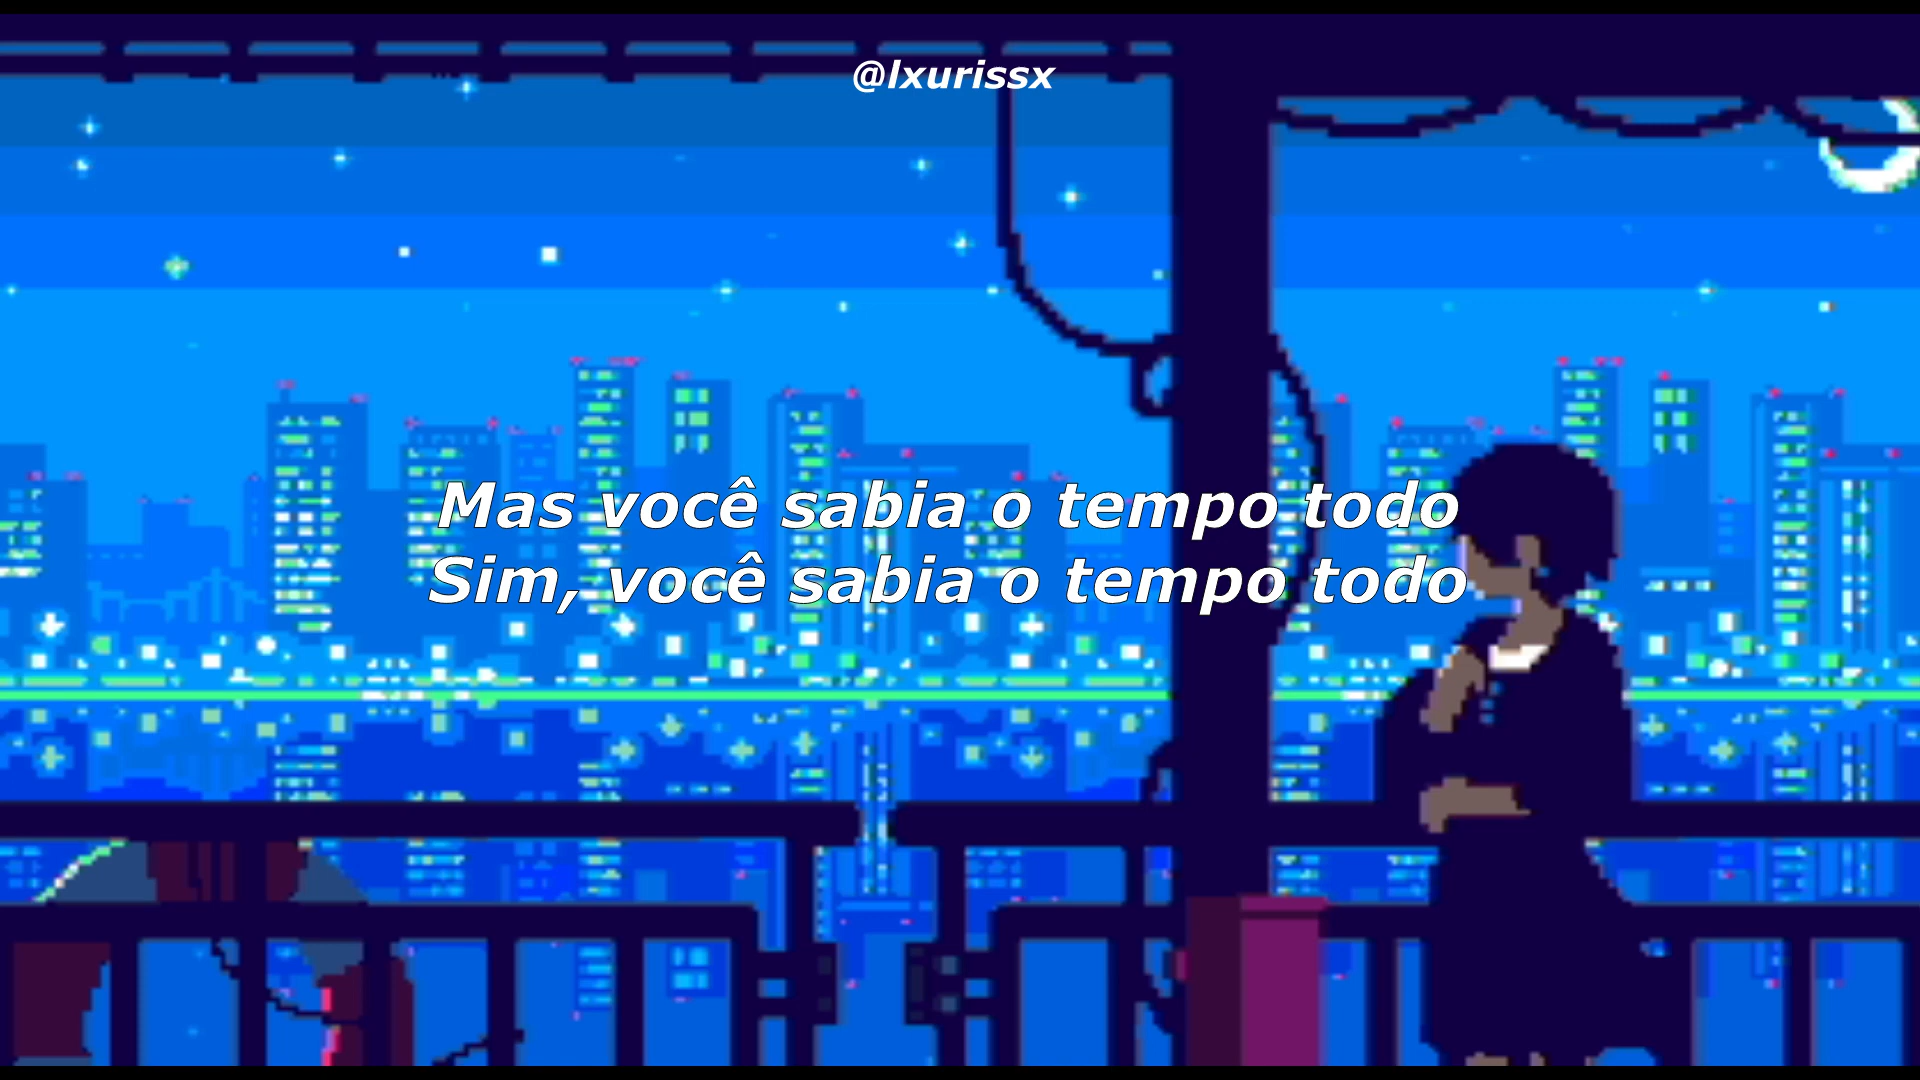 @lxurissx
Mas você sabia o tempo todo
Sim, você sabia o tempo todo